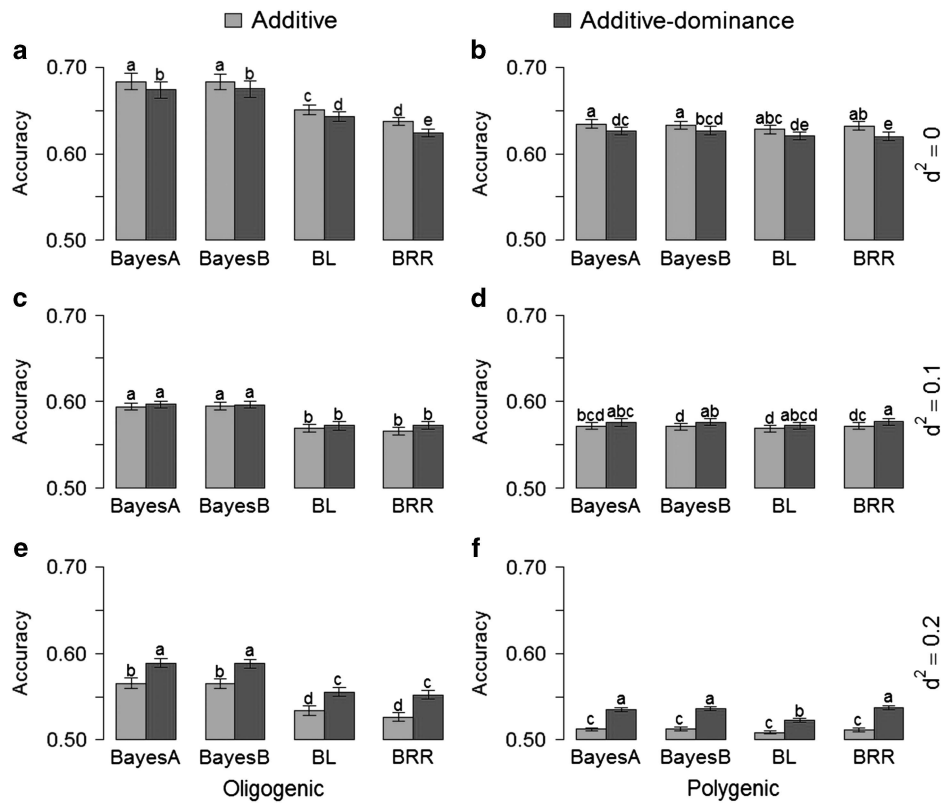 Additive Additive-dominance
a
0.70
0.60
0.50
Accuracy
a b a b c d d e
BayesA BayesB BL BRR
b
0.70
0.60
0.50
Accuracy
a dc a bcd abc de ab e
BayesA BayesB BL BRR
d² = 0
c
0.70
0.60
0.50
Accuracy
a a a a b b b b
BayesA BayesB BL BRR
d
0.70
0.60
0.50
Accuracy
bcd abc d ab d abcd dc a
BayesA BayesB BL BRR
d² = 0.1
e
0.70
0.60
0.50
Accuracy
b a b a d c d c
BayesA BayesB BL BRR
Oligogenic
f
0.70
0.60
0.50
Accuracy
c a c a c b c a
BayesA BayesB BL BRR
Polygenic
d² = 0.2